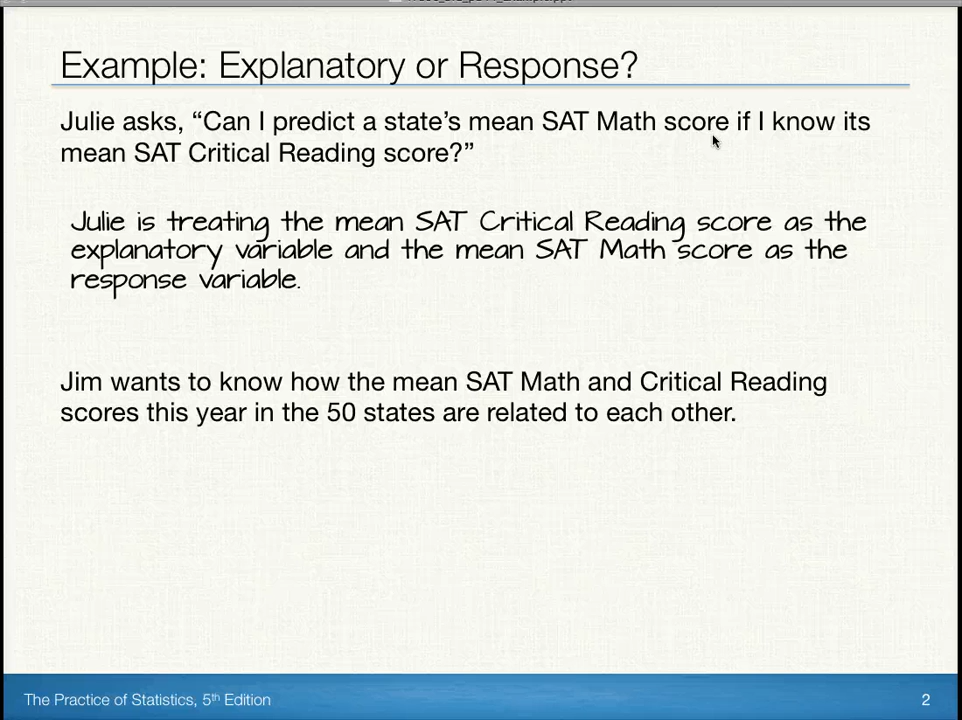 Example: Explanatory or Response?
Julie asks, “Can I predict a state’s mean SAT Math score if I know its
mean SAT Critical Reading score?”
Julie is treating the mean SAT Critical Reading score as the
explanatory variable and the mean SAT Math score as the
response variable.
Jim wants to know how the mean SAT Math and Critical Reading
scores this year in the 50 states are related to each other.
The Practice of Statistics, 5th Edition
2